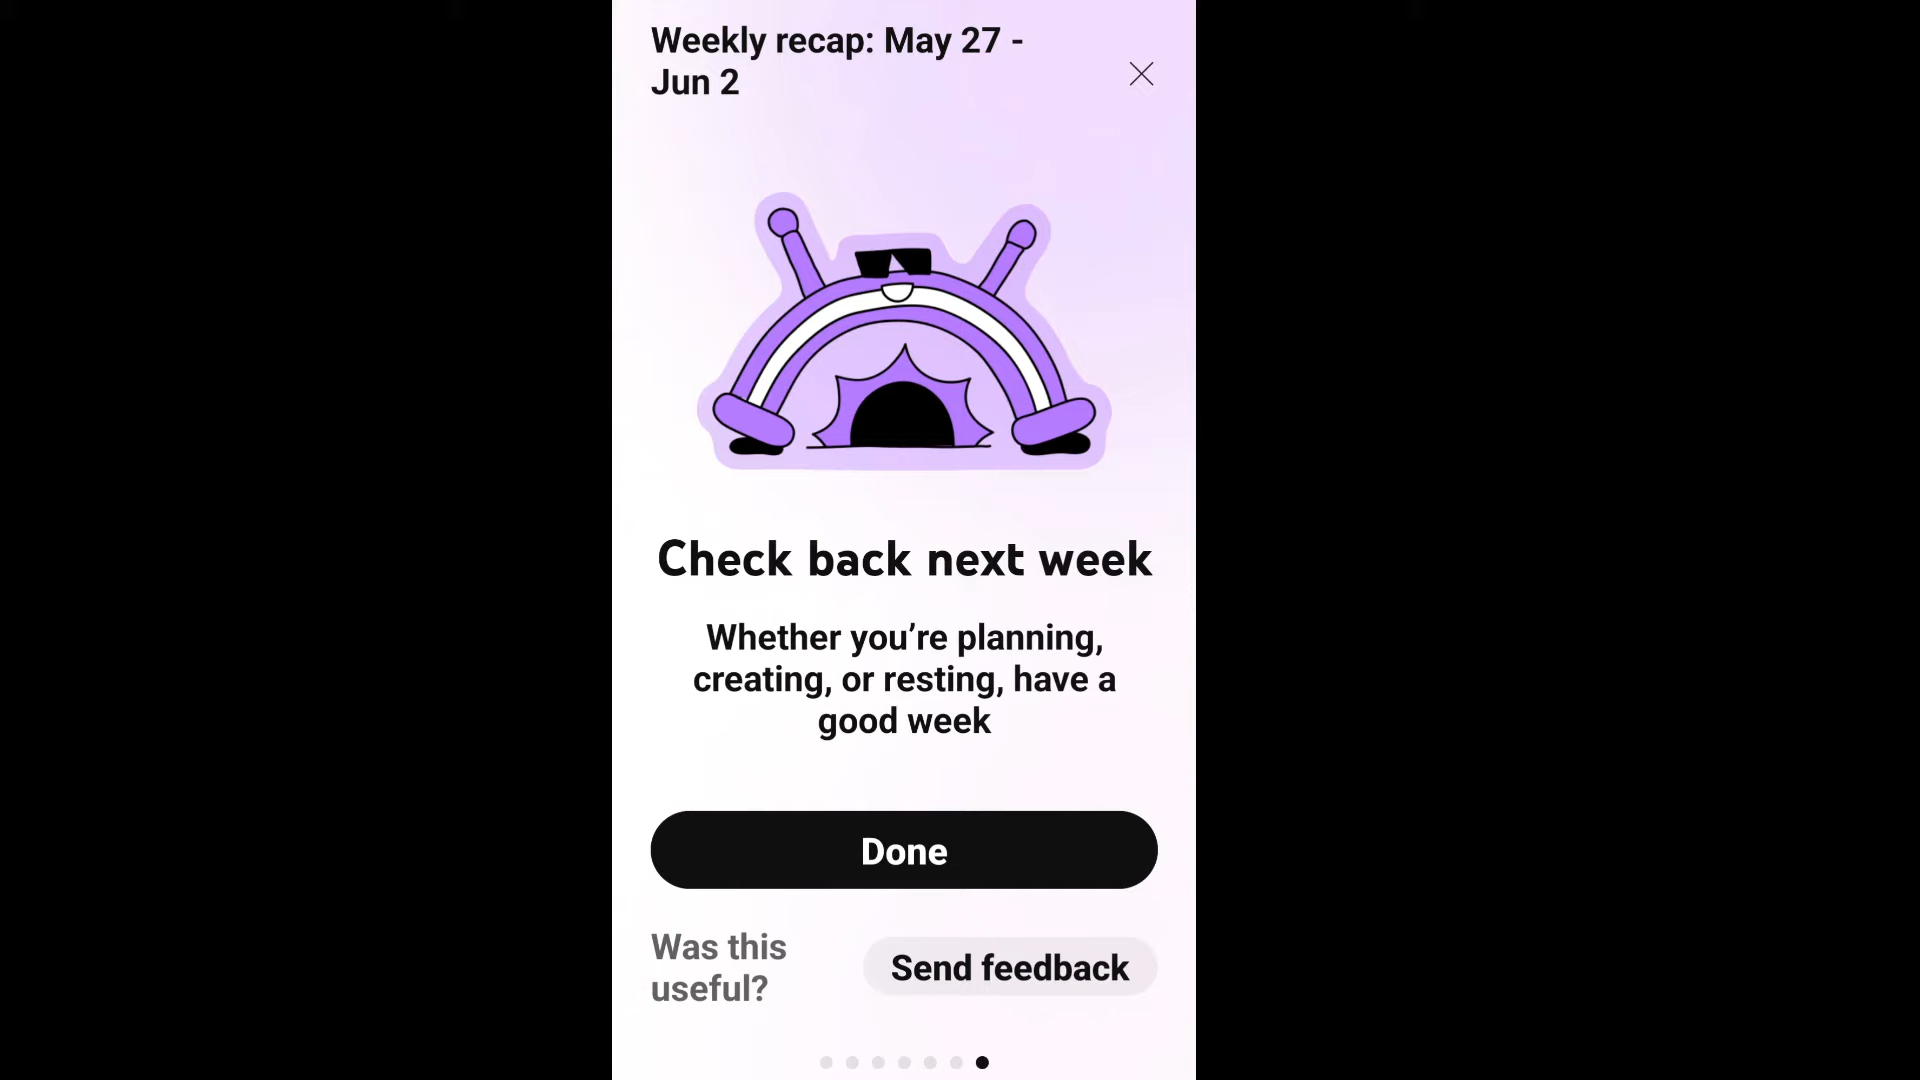 Weekly recap: May 27 -
Jun 2
Check back next week
Whether you’re planning,
creating, or resting, have a
good week
Done
Was this
useful?
Send feedback